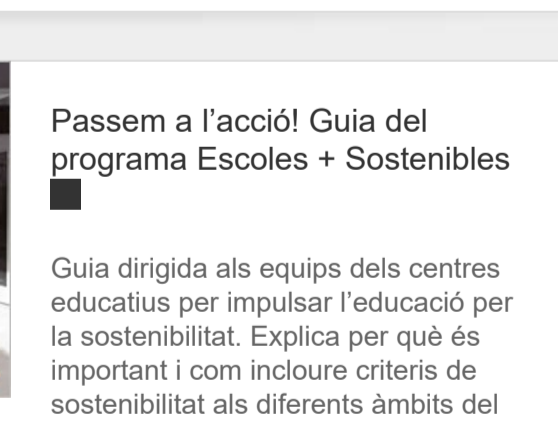 Passem a l’acció! Guia del
programa Escoles + Sostenibles
Guia dirigida als equips dels centres
educatius per impulsar l’educació per
la sostenibilitat. Explica per què és
important i com incloure criteris de
sostenibilitat als diferents àmbits del